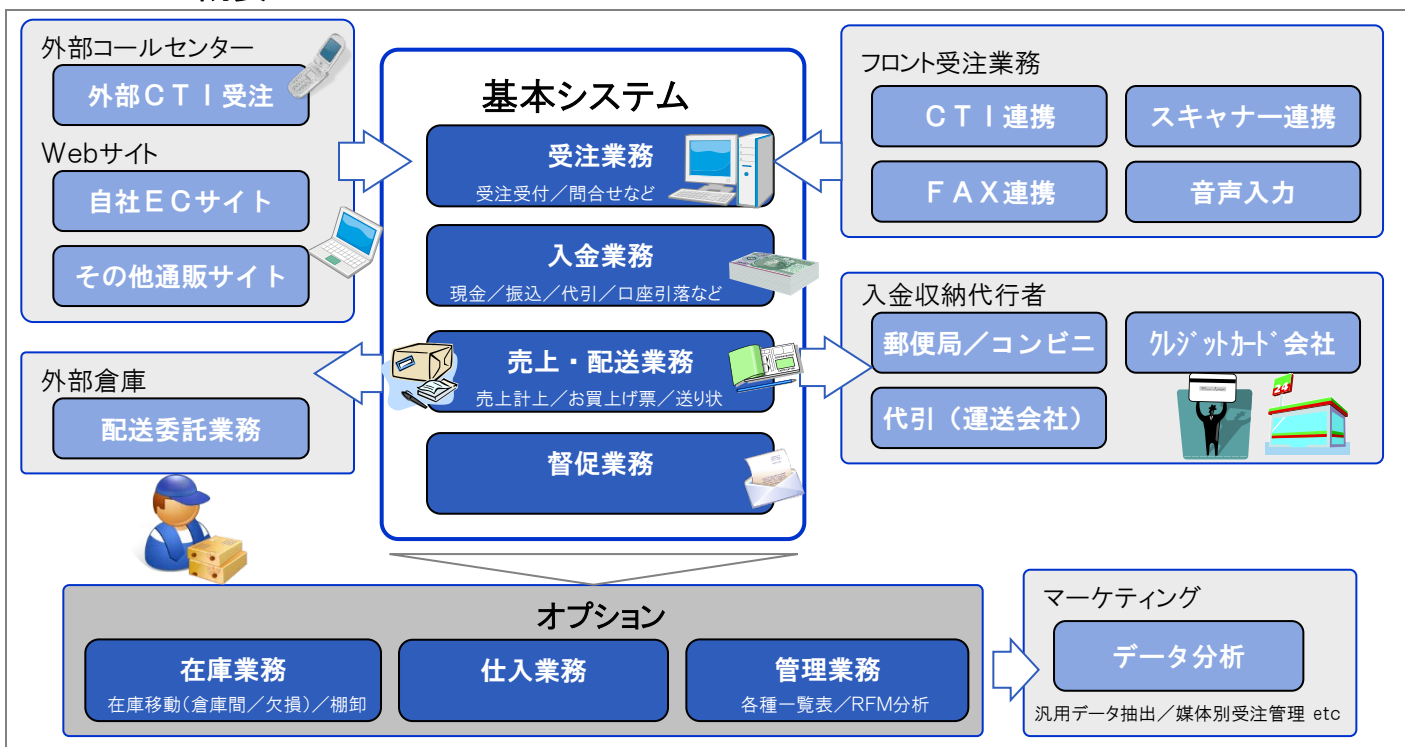 外部コールセンター
外部ＣＴＩ受注
Webサイト
自社ＥＣサイト
その他通販サイト
外部倉庫
配送委託業務
基本システム
受注業務
受注受付／問合せなど
入金業務
現金／振込／代引／口座引落など
売上・配送業務
売上計上／お買上げ票／送り状
督促業務
フロント受注業務
ＣＴＩ連携
スキャナー連携
ＦＡＸ連携
音声入力
入金収納代行者
郵便局／コンビニ
ｸﾚｼﾞｯﾄｶｰﾄﾞ会社
代引（運送会社）
24
オプション
在庫業務
在庫移動(倉庫間／欠損)／棚卸
仕入業務
管理業務
各種一覧表／RFM分析
マーケティング
データ分析
汎用データ抽出／媒体別受注管理 etc